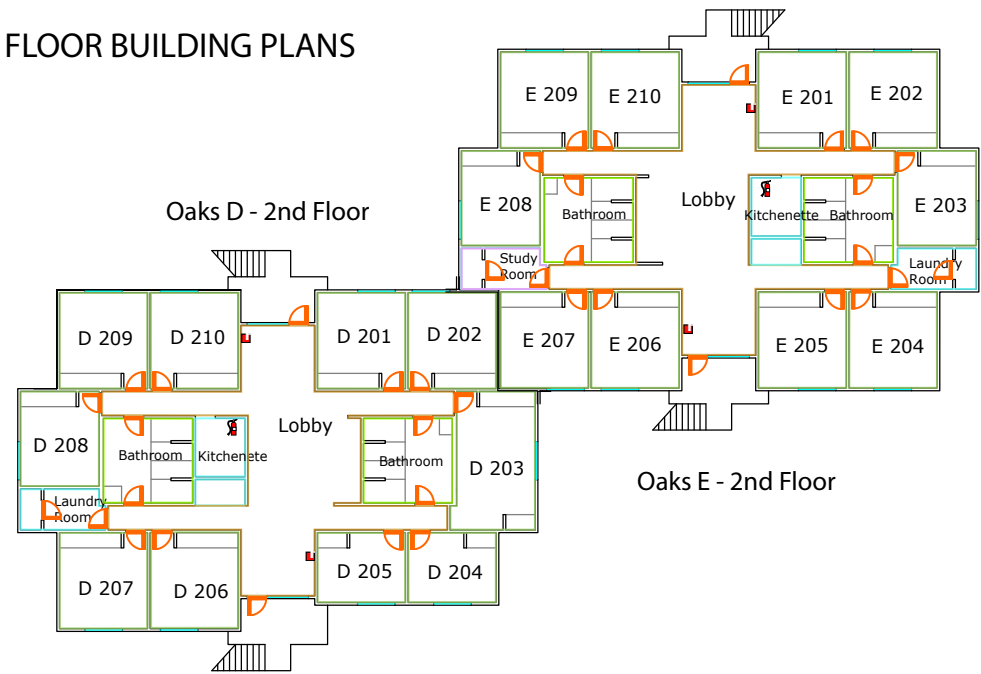 FLOOR BUILDING PLANS
E 209
E 210
E 201
E 202
E 208
Bathroom
Lobby
Kitchenette
Bathroom
E 203
Study
Room
Laundry
Room
E 207
E 206
E 205
E 204
Oaks E - 2nd Floor
Oaks D - 2nd Floor
D 209
D 210
D 201
D 202
D 208
Bathroom
Kitchenete
Lobby
Bathroom
D 203
Laundry
Room
D 207
D 206
D 205
D 204